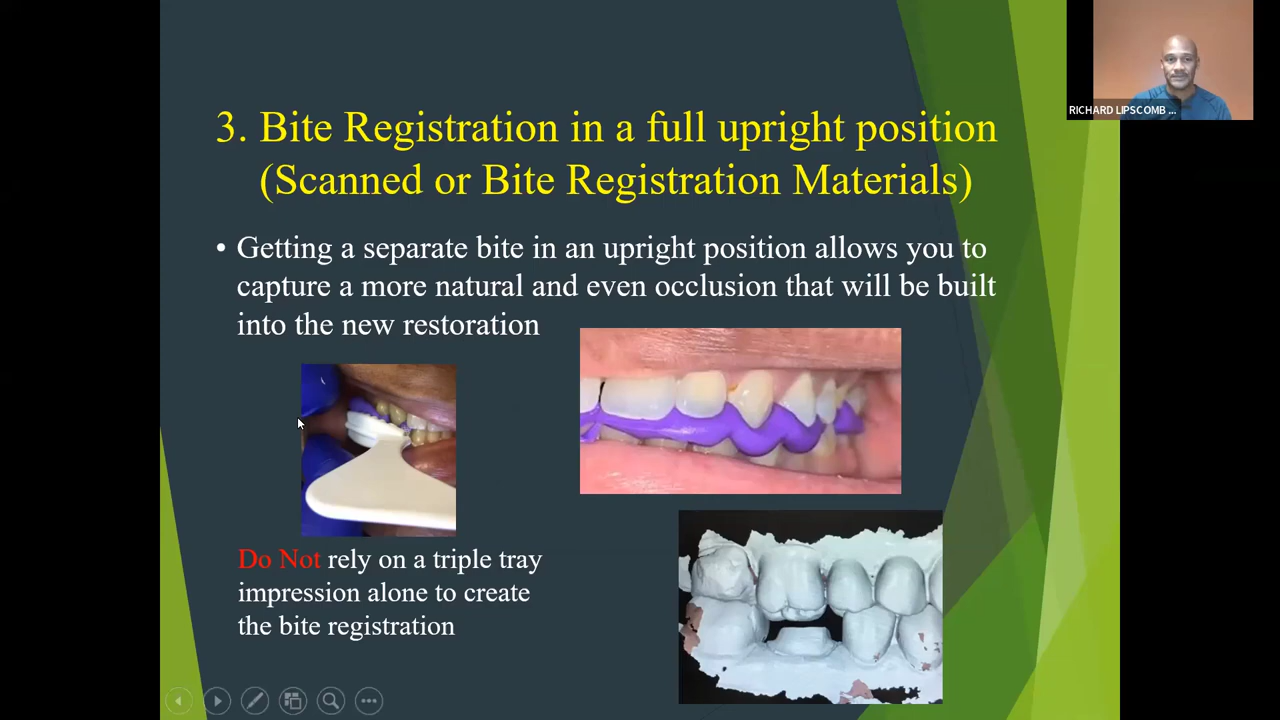 RICHARD LIPSCOMB ...
3. Bite Registration in a full upright position
(Scanned or Bite Registration Materials)
• Getting a separate bite in an upright position allows you to
capture a more natural and even occlusion that will be built
into the new restoration
Do Not rely on a triple tray
impression alone to create
the bite registration